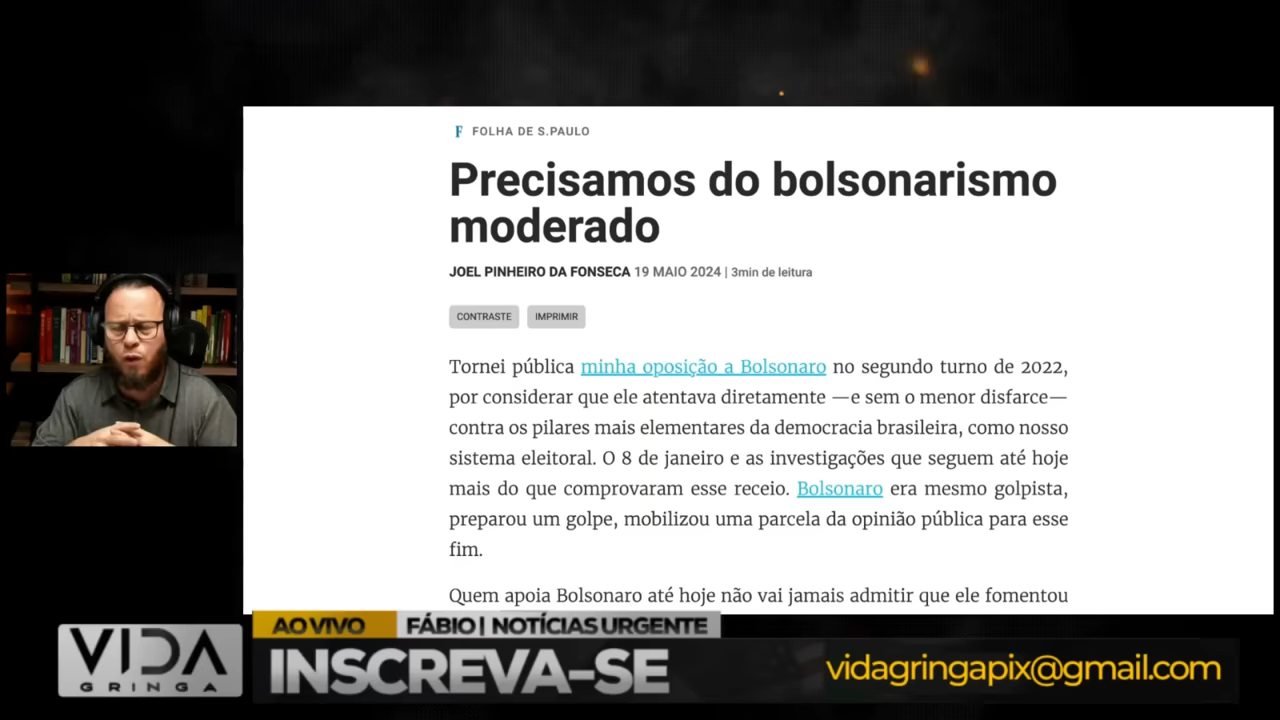 F FOLHA DE S.PAULO
Precisamos do bolsonarismo
moderado
JOEL PINHEIRO DA FONSECA 19 MAIO 2024 | 3min de leitura
CONTRASTE IMPRIMIR
Tornei pública minha oposição a Bolsonaro no segundo turno de 2022,
por considerar que ele atentava diretamente —e sem o menor disfarce—
contra os pilares mais elementares da democracia brasileira, como nosso
sistema eleitoral. O 8 de janeiro e as investigações que seguem até hoje
mais do que comprovaram esse receio. Bolsonaro era mesmo golpista,
preparou um golpe, mobilizou uma parcela da opinião pública para esse
fim.
Quem apoia Bolsonaro até hoje não vai jamais admitir que ele fomentou
AO VIVO FÁBIO | NOTÍCIAS URGENTE
VIDA
GRINGA
INSCREVA-SE
vidagringapix@gmail.com